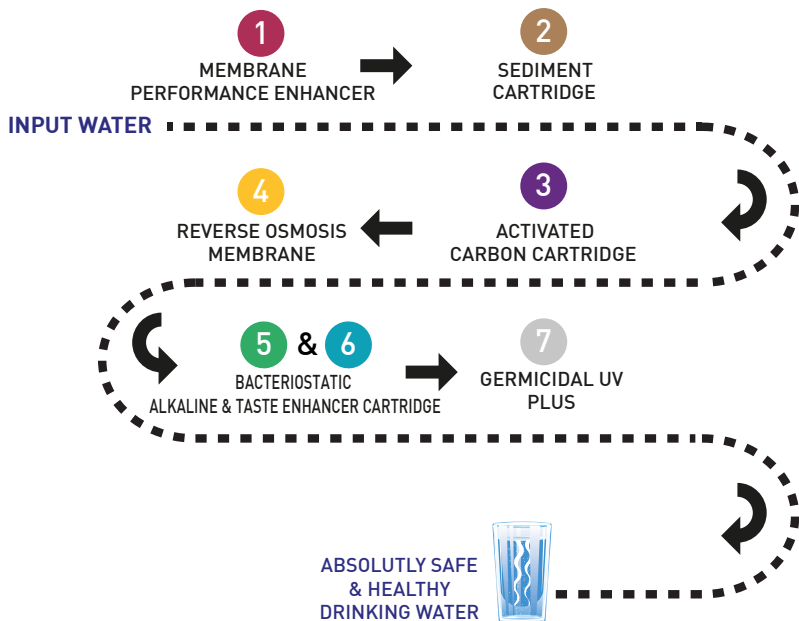 1
MEMBRANE
PERFORMANCE ENHANCER
2
SEDIMENT
CARTRIDGE
INPUT WATER
3
ACTIVATED
CARBON CARTRIDGE
4
REVERSE OSMOSIS
MEMBRANE
5 & 6
BACTERIOSTATIC
ALKALINE & TASTE ENHANCER CARTRIDGE
7
GERMICIDAL UV
PLUS
ABSOLUTLY SAFE
& HEALTHY
DRINKING WATER